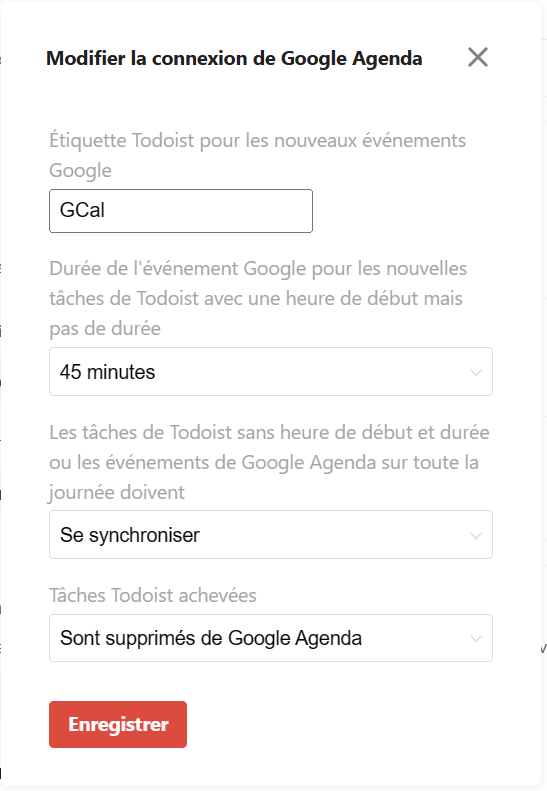 Modifier la connexion de Google Agenda
Étiquette Todoist pour les nouveaux événements
Google
GCal
Durée de l'événement Google pour les nouvelles
tâches de Todoist avec une heure de début mais
pas de durée
45 minutes
Les tâches de Todoist sans heure de début et durée
ou les événements de Google Agenda sur toute la
journée doivent
Se synchroniser
Tâches Todoist achevées
Sont supprimés de Google Agenda
Enregistrer